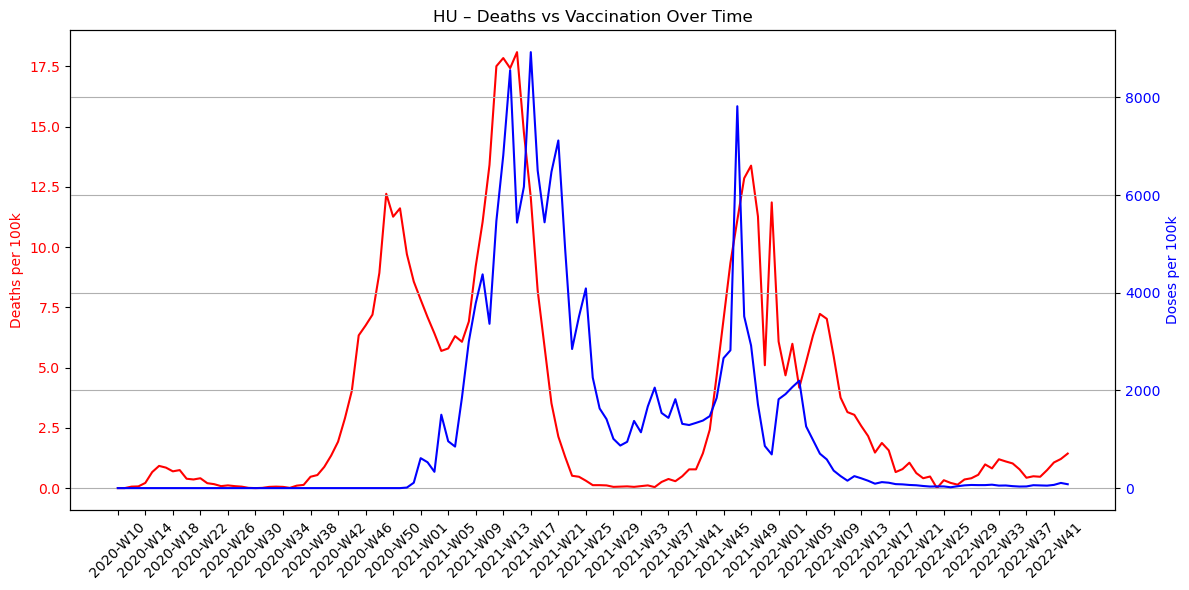 HU – Deaths vs Vaccination Over Time
17.5
15.0
12.5
10.0
7.5
5.0
2.5
0.0
Deaths per 100k
8000
6000
4000
2000
0
Doses per 100k
2020-W10
2020-W14
2020-W18
2020-W22
2020-W26
2020-W30
2020-W34
2020-W38
2020-W42
2020-W46
2020-W50
2021-W01
2021-W05
2021-W09
2021-W13
2021-W17
2021-W21
2021-W25
2021-W29
2021-W33
2021-W37
2021-W41
2021-W45
2021-W49
2022-W01
2022-W05
2022-W09
2022-W13
2022-W17
2022-W21
2022-W25
2022-W29
2022-W33
2022-W37
2022-W41